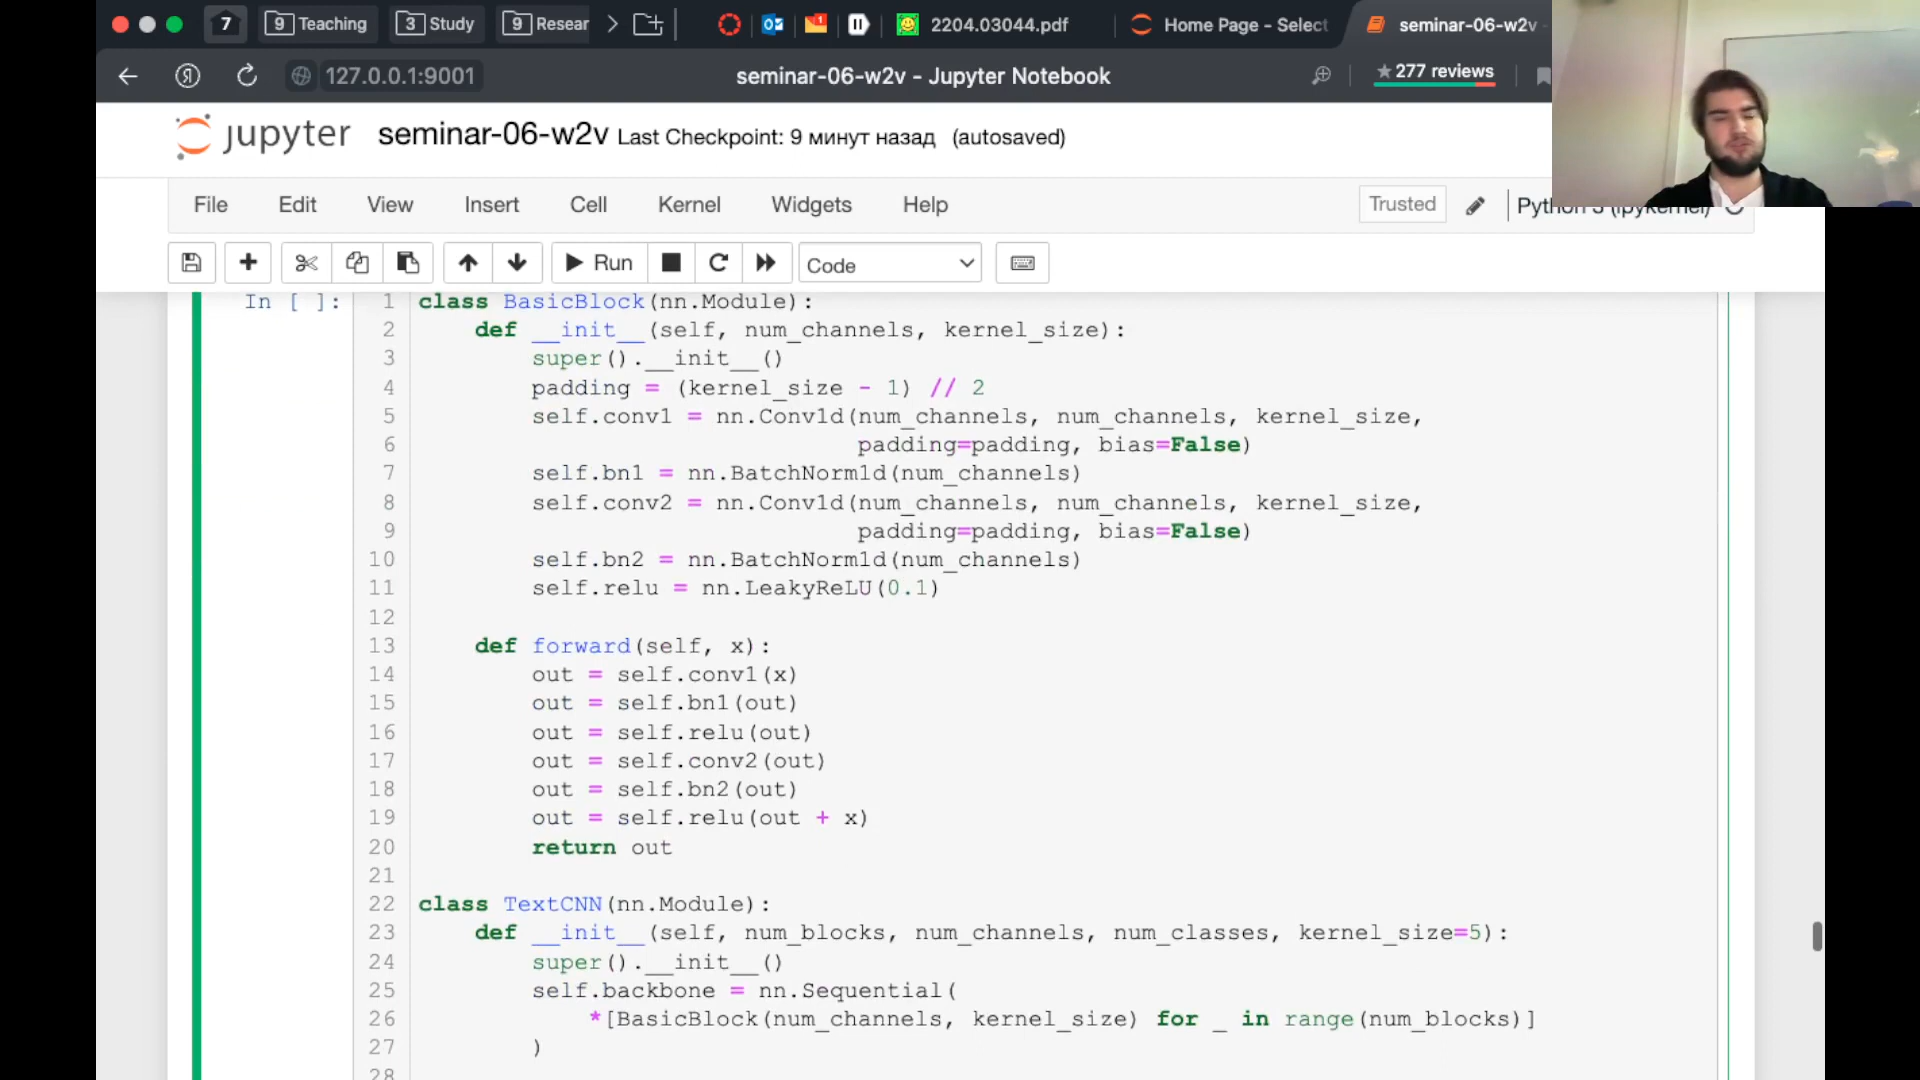 7 9 Teaching 3 Study 9 Resear 1 2204.03044.pdf Home Page - Select seminar-06-w2v -
127.0.0.1:9001 seminar-06-w2v - Jupyter Notebook ★277 reviews
jupyter seminar-06-w2v Last Checkpoint: 9 минут назад (autosaved)
File Edit View Insert Cell Kernel Widgets Help Trusted Python 3 (ipykernel)
Run Code
In [ ]: 1 class BasicBlock(nn.Module):
2 def __init__(self, num_channels, kernel_size):
3 super().__init__()
4 padding = (kernel_size - 1) // 2
5 self.conv1 = nn.Conv1d(num_channels, num_channels, kernel_size,
6 padding=padding, bias=False)
7 self.bn1 = nn.BatchNorm1d(num_channels)
8 self.conv2 = nn.Conv1d(num_channels, num_channels, kernel_size,
9 padding=padding, bias=False)
10 self.bn2 = nn.BatchNorm1d(num_channels)
11 self.relu = nn.LeakyReLU(0.1)
12
13 def forward(self, x):
14 out = self.conv1(x)
15 out = self.bn1(out)
16 out = self.relu(out)
17 out = self.conv2(out)
18 out = self.bn2(out)
19 out = self.relu(out + x)
20 return out
21
22 class TextCNN(nn.Module):
23 def __init__(self, num_blocks, num_channels, num_classes, kernel_size=5):
24 super().__init__()
25 self.backbone = nn.Sequential(
26 *[BasicBlock(num_channels, kernel_size) for _ in range(num_blocks)]
27 )
28